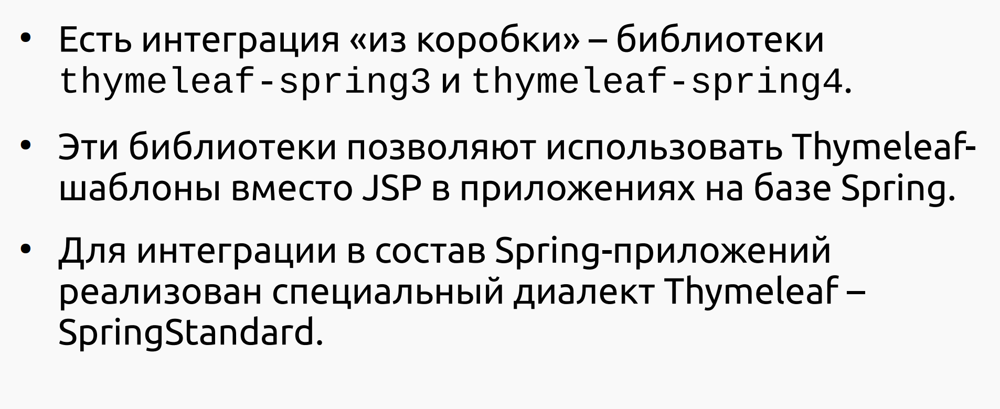 • Есть интеграция «из коробки» – библиотеки
thymeleaf-spring3 и thymeleaf-spring4.
• Эти библиотеки позволяют использовать Thymeleaf-
шаблоны вместо JSP в приложениях на базе Spring.
• Для интеграции в состав Spring-приложений
реализован специальный диалект Thymeleaf –
SpringStandard.